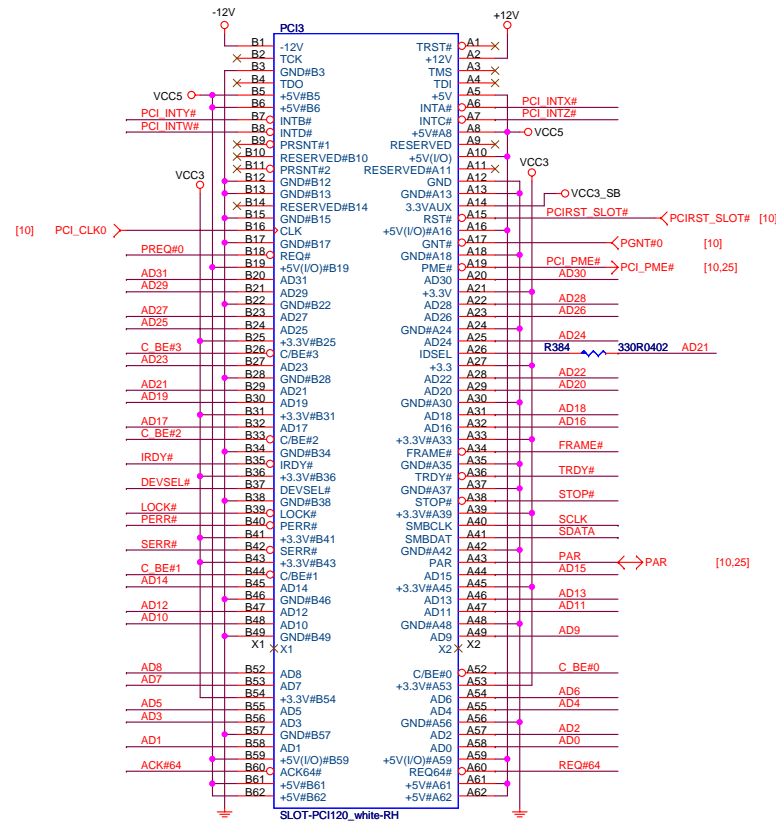 -12V +12V
PCI3
B1 -12V TRST# A1
B2 TCK +12V A2
B3 GND#B3 TMS A3
B4 TDO TDI A4
VCC5 B5 +5V#B5 +5V A5
B6 +5V#B6 INTA# A6 PCI_INTX#
PCI_INTY# B7 INTB# INTC# A7 PCI_INTZ#
PCI_INTW# B8 INTD# +5V#A8 A8 VCC5
B9 PRSNT#1 RESERVED A9
B10 RESERVED#B10 +5V(I/O) A10
B11 PRSNT#2 RESERVED#A11 A11
VCC3 B12 GND#B12 GND A12 VCC3
B13 GND#B13 GND#A13 A13
B14 RESERVED#B14 3.3VAUX A14 VCC3_SB
B15 GND#B15 RST# A15 PCIRST_SLOT# PCIRST_SLOT# [10]
[10] PCI_CLK0 B16 CLK +5V(I/O)#A16 A16
B17 GND#B17 GNT# A17 PGNT#0 [10]
PREQ#0 B18 REQ# GND#A18 A18
B19 +5V(I/O)#B19 PME# A19 PCI_PME# PCI_PME# [10,25]
AD31 B20 AD31 AD30 A20 AD30
AD29 B21 AD29 +3.3V A21
B22 GND#B22 AD28 A22 AD28
AD27 B23 AD27 AD26 A23 AD26
AD25 B24 AD25 GND#A24 A24
B25 +3.3V#B25 AD24 A25 AD24
C_BE#3 B26 C/BE#3 IDSEL A26 R384 330R0402 AD21
AD23 B27 AD23 +3.3 A27
B28 GND#B28 AD22 A28 AD22
AD21 B29 AD21 AD20 A29 AD20
AD19 B30 AD19 GND#A30 A30
B31 +3.3V#B31 AD18 A31 AD18
AD17 B32 AD17 AD16 A32 AD16
C_BE#2 B33 C/BE#2 +3.3V#A33 A33
B34 GND#B34 FRAME# A34 FRAME#
IRDY# B35 IRDY# GND#A35 A35
B36 +3.3V#B36 TRDY# A36 TRDY#
DEVSEL# B37 DEVSEL# GND#A37 A37
B38 GND#B38 STOP# A38 STOP#
LOCK# B39 LOCK# +3.3V#A39 A39
PERR# B40 PERR# SMBCLK A40 SCLK
B41 +3.3V#B41 SMBDAT A41 SDATA
SERR# B42 SERR# GND#A42 A42
B43 +3.3V#B43 PAR A43 PAR PAR [10,25]
C_BE#1 B44 C/BE#1 AD15 A44 AD15
AD14 B45 AD14 +3.3V#A45 A45
B46 GND#B46 AD13 A46 AD13
AD12 B47 AD12 AD11 A47 AD11
AD10 B48 AD10 GND#A48 A48
B49 GND#B49 AD9 A49 AD9
X1 X1 X2 X2
AD8 B52 AD8 C/BE#0 A52 C_BE#0
AD7 B53 AD7 +3.3V#A53 A53
B54 +3.3V#B54 AD6 A54 AD6
AD5 B55 AD5 AD4 A55 AD4
AD3 B56 AD3 GND#A56 A56
B57 GND#B57 AD2 A57 AD2
AD1 B58 AD1 AD0 A58 AD0
B59 +5V(I/O)#B59 +5V(I/O)#A59 A59
ACK#64 B60 ACK64# REQ64# A60 REQ#64
B61 +5V#B61 +5V#A61 A61
B62 +5V#B62 +5V#A62 A62
SLOT-PCI120_white-RH